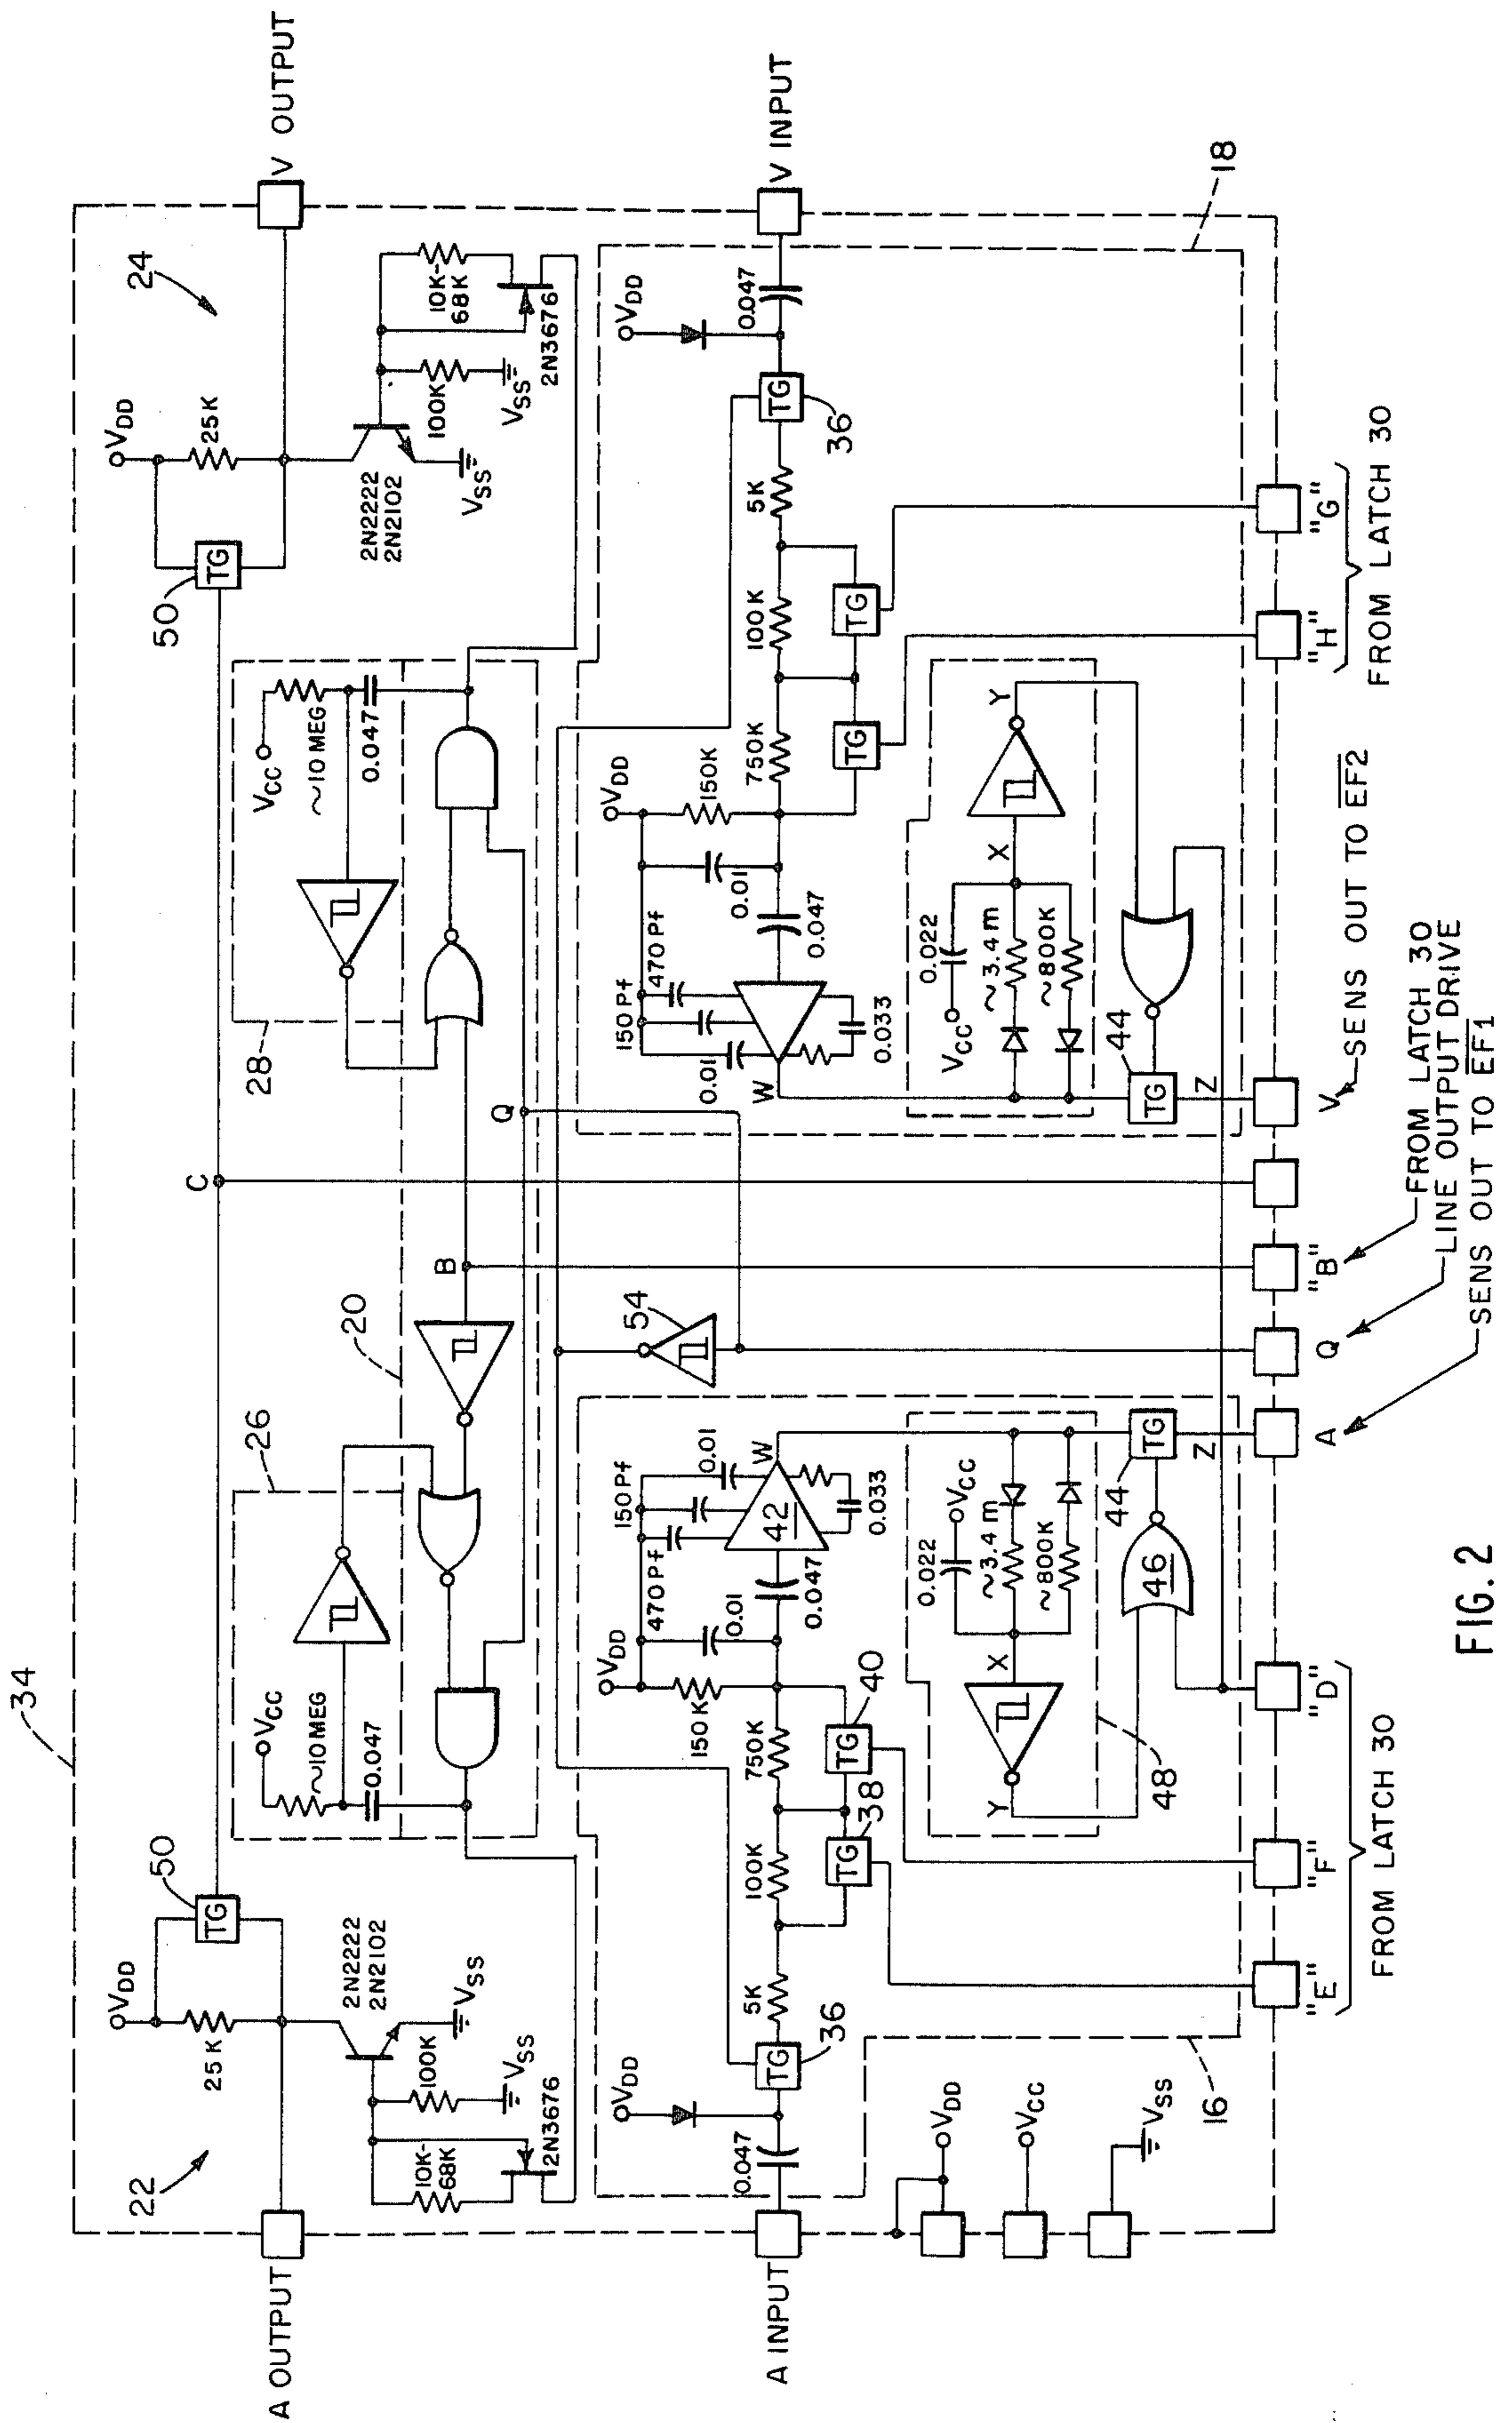 34
22
24
A OUTPUT
V OUTPUT
VDD
25K
TG
50
2N2222
2N2102
VSS
100K
VSS
10K-
68K
2N3676
C
VDD
25K
TG
50
2N2222
2N2102
VSS
100K
VSS
10K-
68K
2N3676
26
VCC
~10 MEG
0.047
20
B
Q
28
VCC
~10 MEG
0.047
A INPUT
V INPUT
0.047
VDD
TG
36
5K
100K
750K
TG
38
TG
40
150K
VDD
0.01
0.047
470 Pf
150 Pf
0.01
42
W
0.033
54
W
0.01
150 Pf
470 Pf
0.033
0.047
0.01
150K
VDD
750K
100K
5K
TG
TG
TG
36
VDD
0.047
18
16
48
Y
X
0.022
VCC
~3.4 m
~800K
46
TG
44
Z
VCC
0.022
~3.4 m
~800K
X
Y
TG
44
Z
VDD
VCC
VSS
"E"
"F"
"D"
FROM LATCH 30
A
Q
"B"
V
"H"
"G"
FROM LATCH 30
SENS OUT TO EF2
FROM LATCH 30
LINE OUTPUT DRIVE
SENS OUT TO EF1
FIG. 2